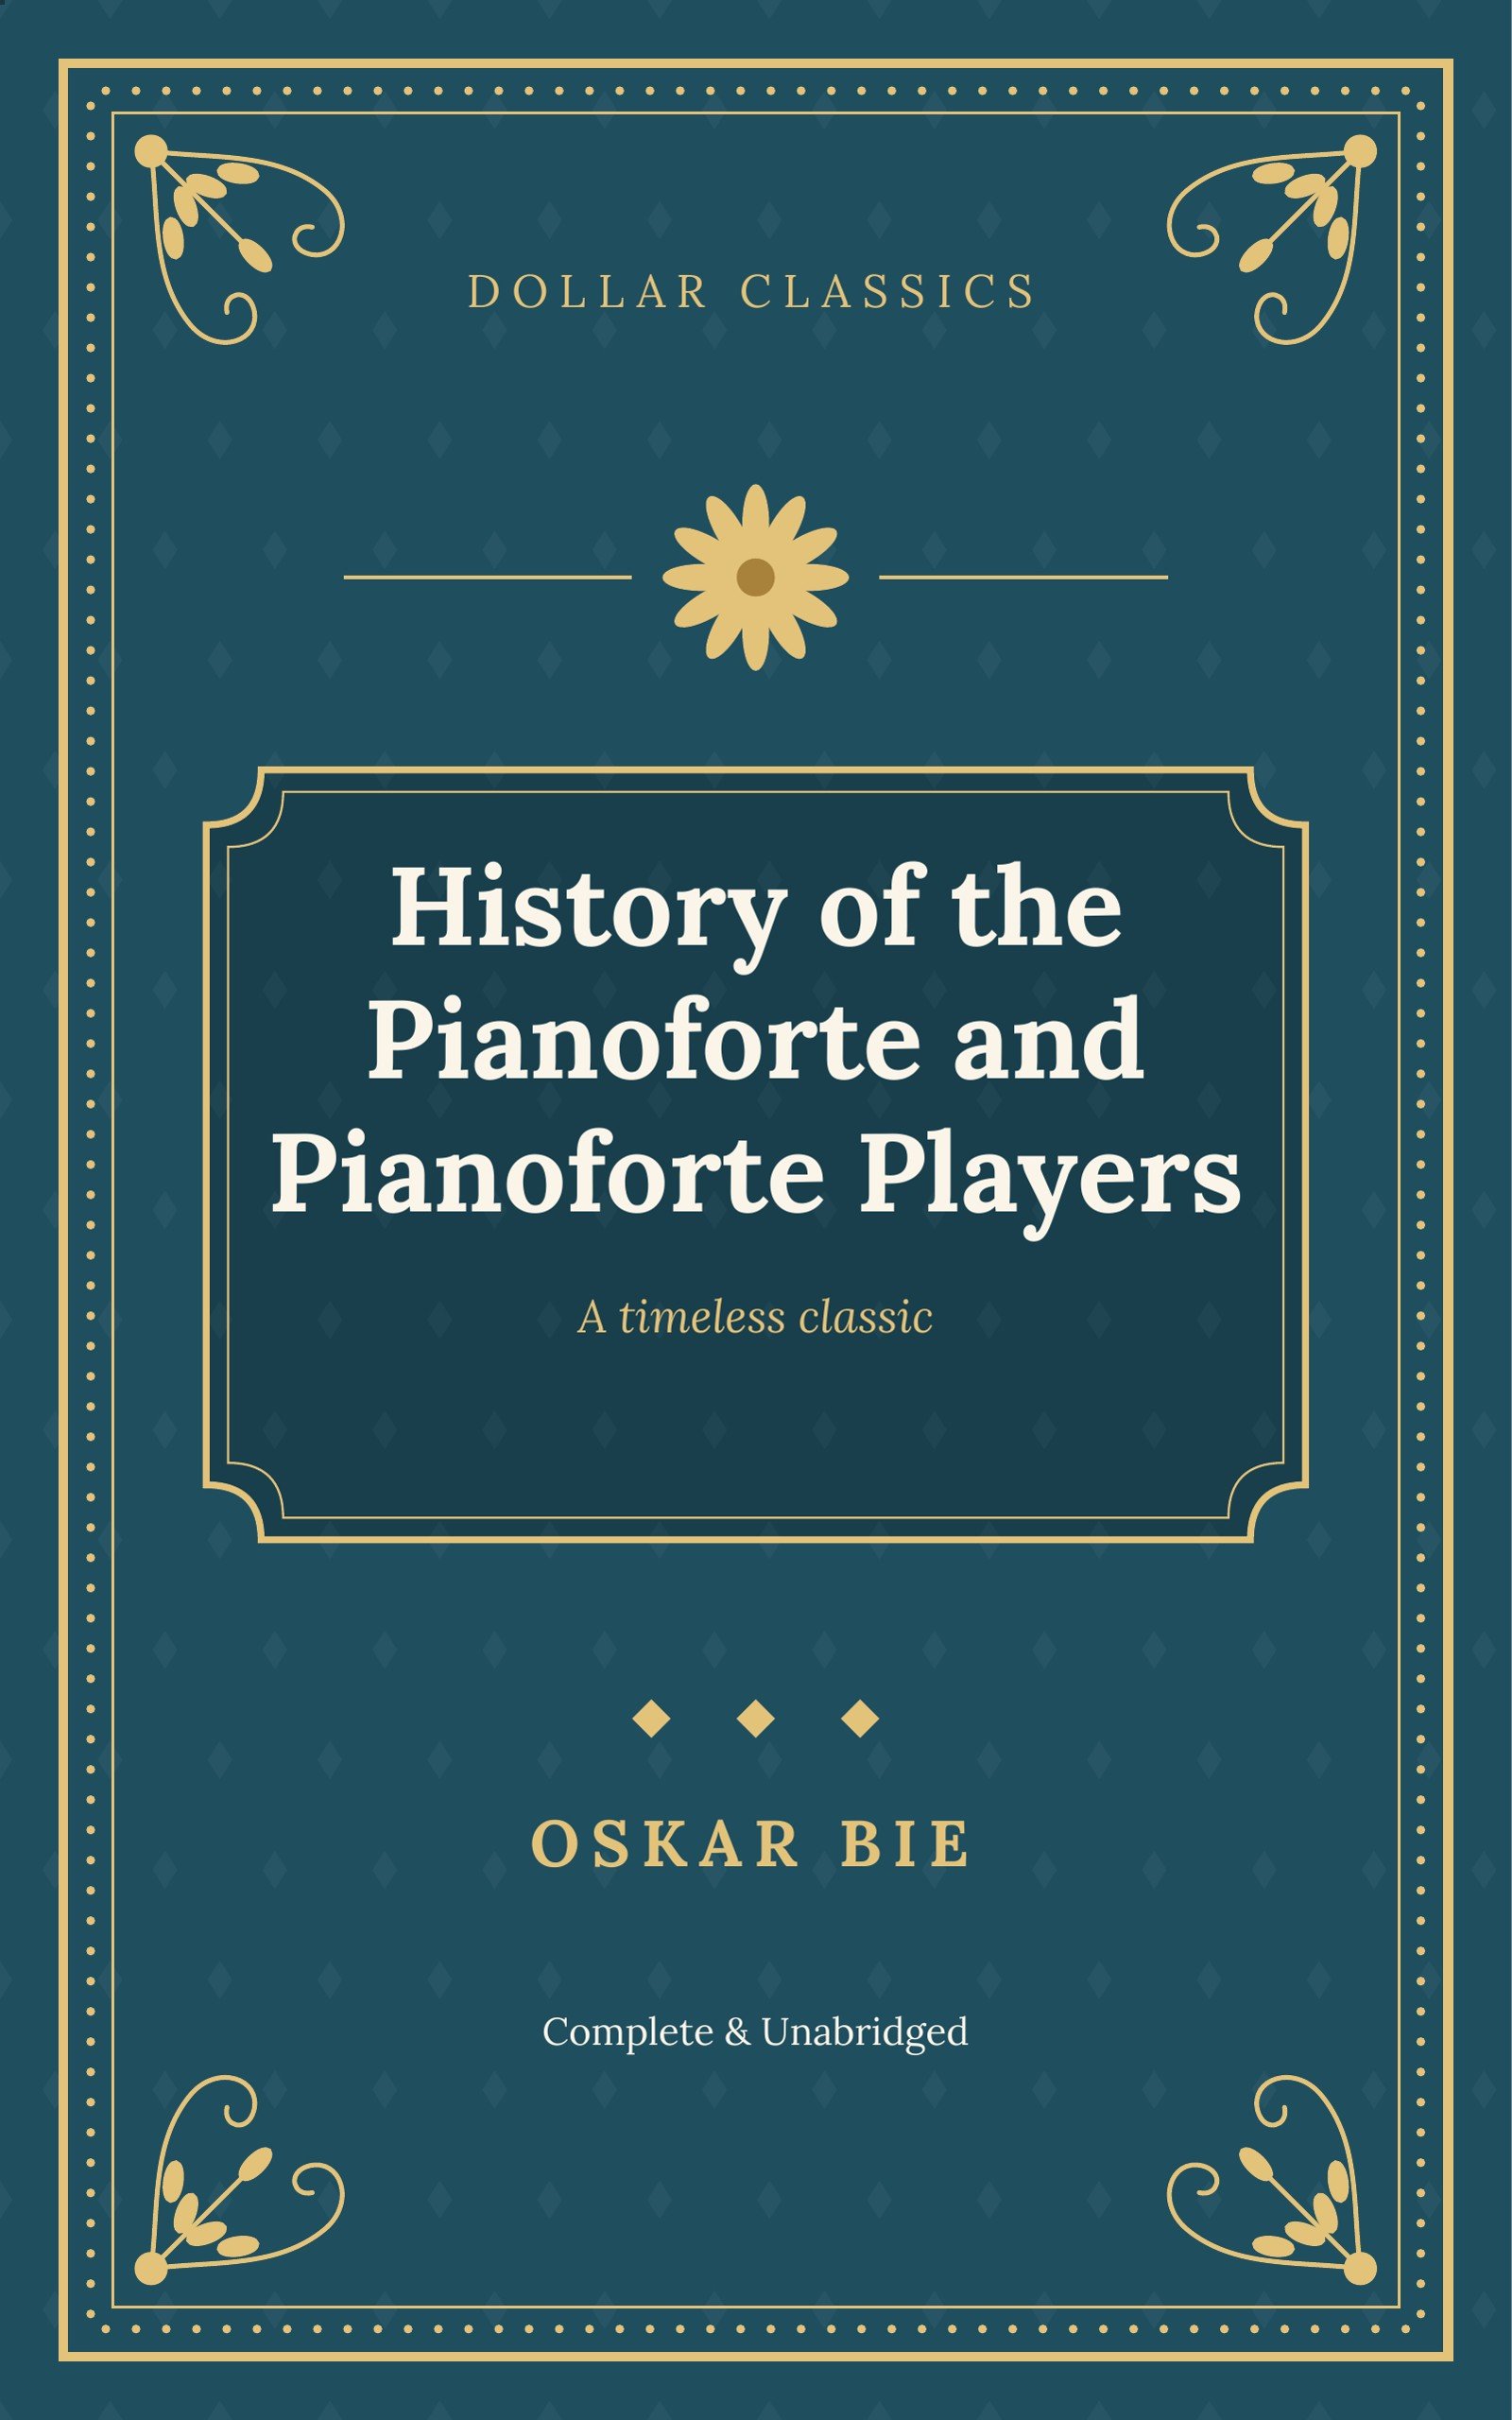 DOLLAR CLASSICS
History of the
Pianoforte and
Pianoforte Players
A timeless classic
OSKAR BIE
Complete & Unabridged